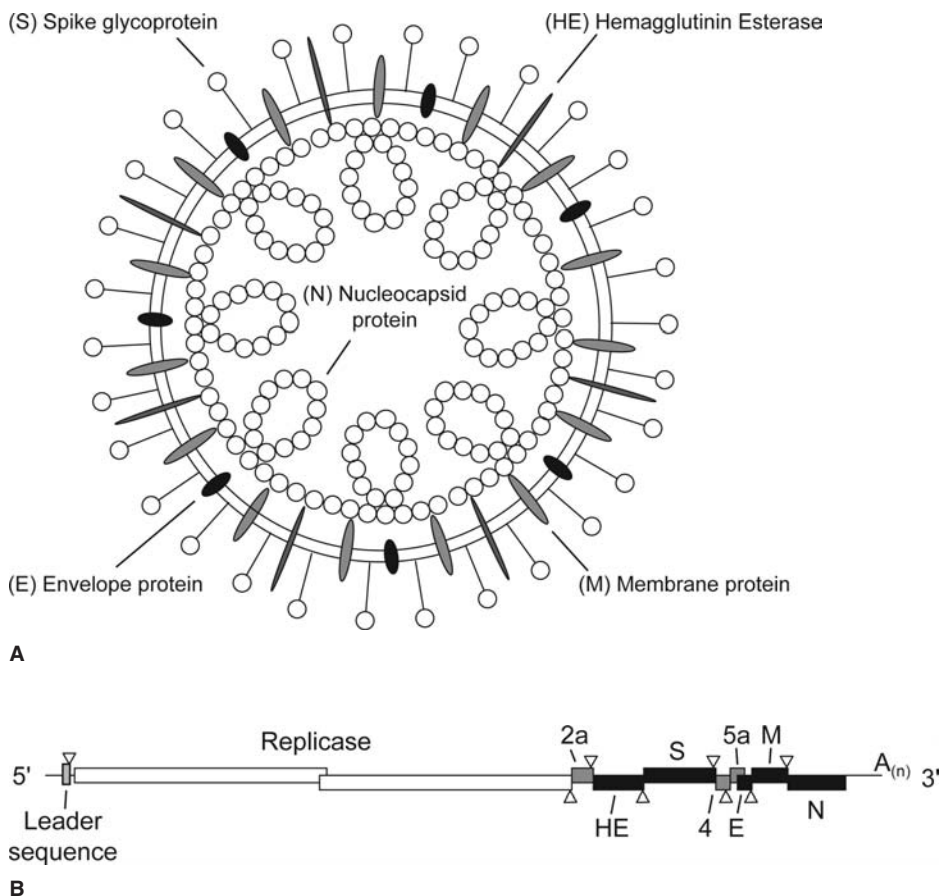 (S) Spike glycoprotein
(HE) Hemagglutinin Esterase
(N) Nucleocapsid
protein
(E) Envelope protein
(M) Membrane protein
A
2a
5a
M
S
Replicase
A(n)
5'
3'
Leader
sequence
HE
4
E
N
B